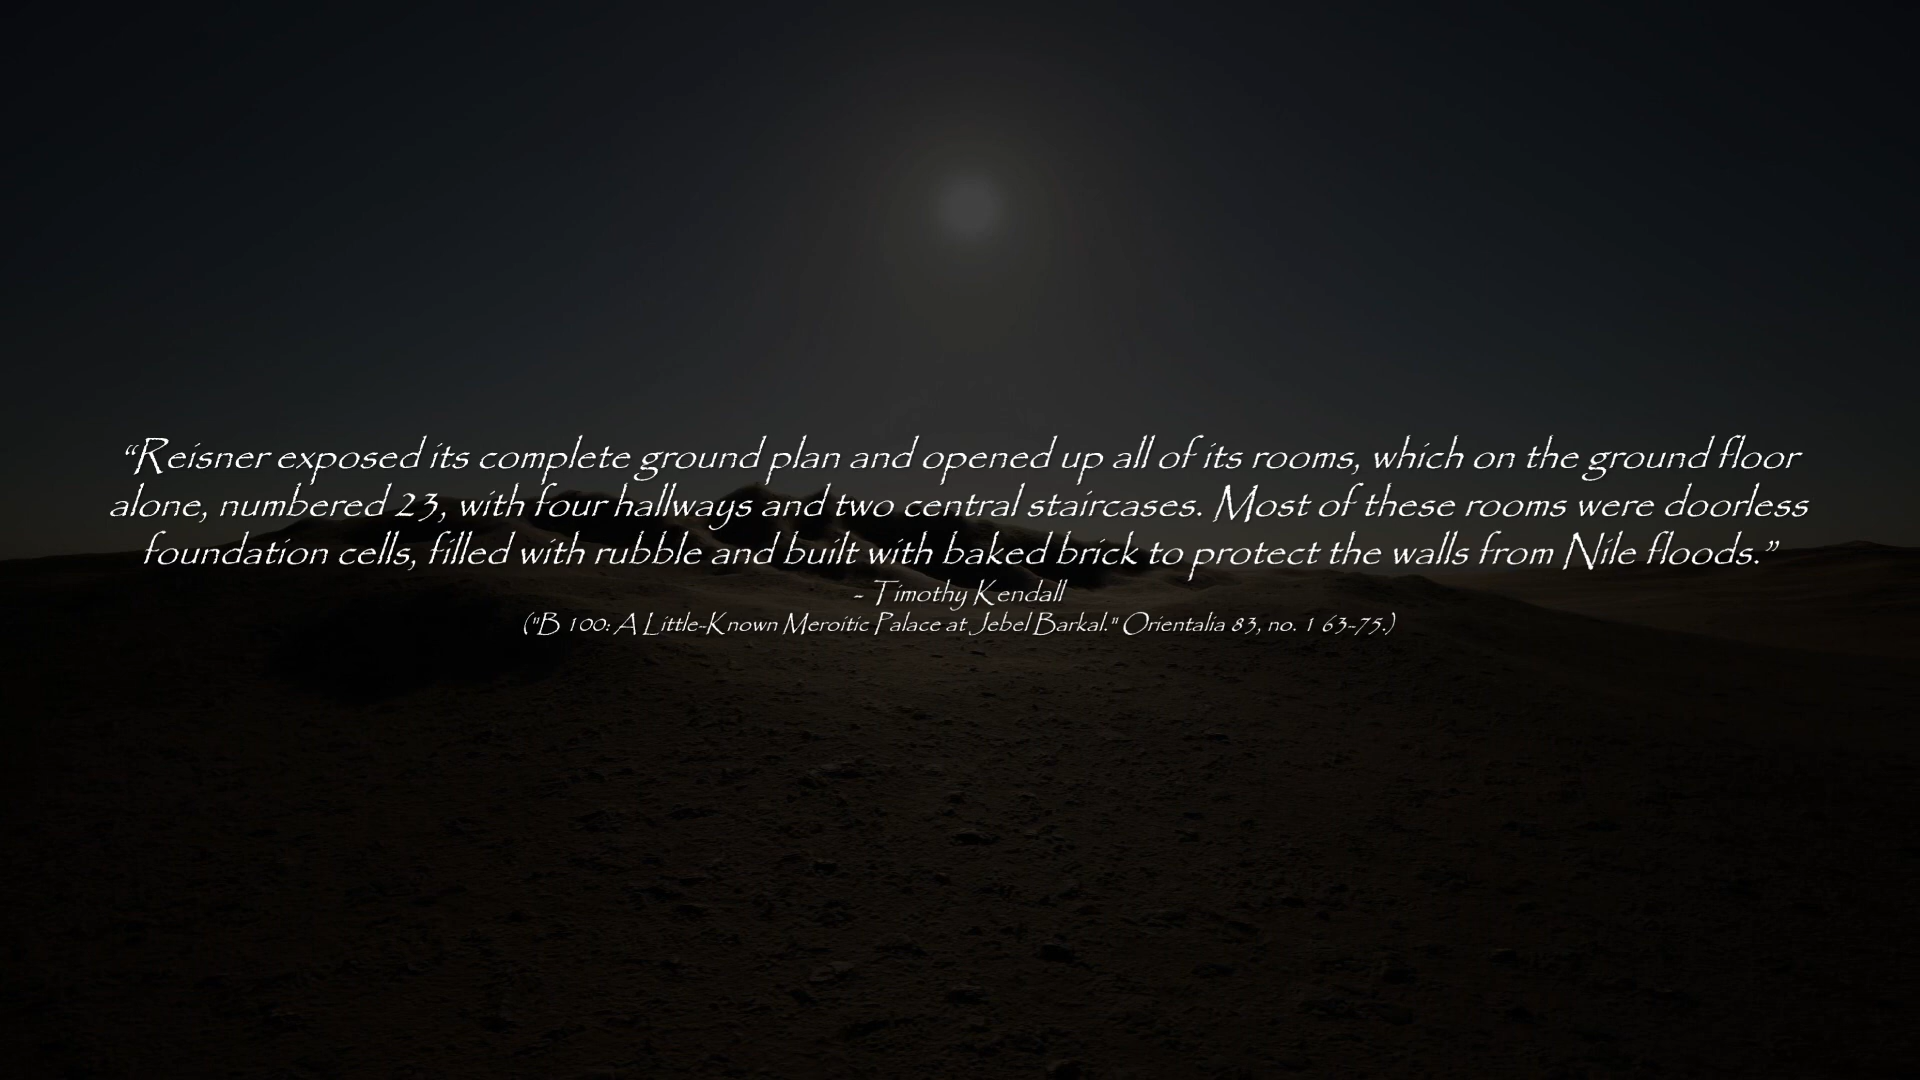 “Reisner exposed its complete ground plan and opened up all of its rooms, which on the ground floor
alone, numbered 23, with four hallways and two central staircases. Most of these rooms were doorless
foundation cells, filled with rubble and built with baked brick to protect the walls from Nile floods.”
- Timothy Kendall
("B 100: A Little-Known Meroitic Palace at Jebel Barkal." Orientalia 83, no. 1 63-75.)